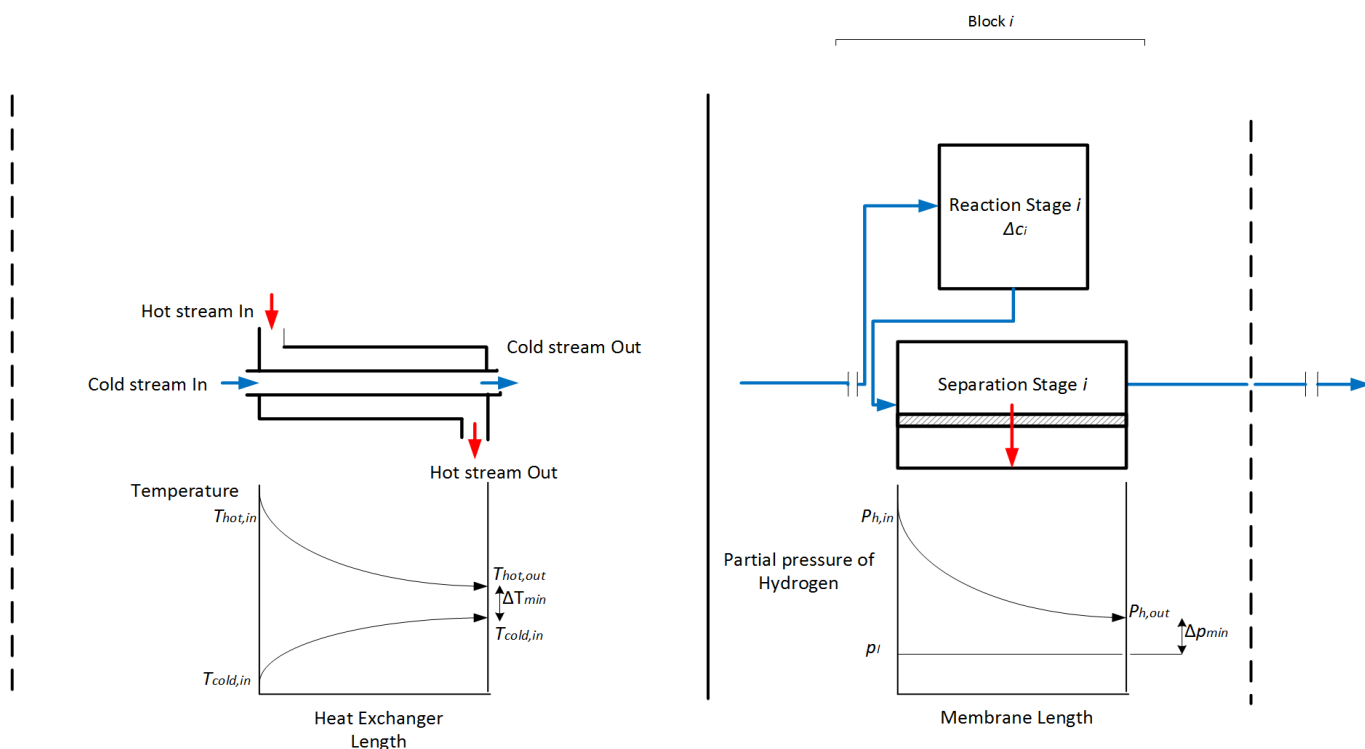 Block i
Reaction Stage i
Δci
Hot stream In
Cold stream Out
Cold stream In
Separation Stage i
Hot stream Out
Temperature
Thot,in
Thot,out
ΔTmin
Tcold,in
Tcold,in
Heat Exchanger
Length
Ph,in
Partial pressure of
Hydrogen
Ph,out
Δpmin
pl
Membrane Length